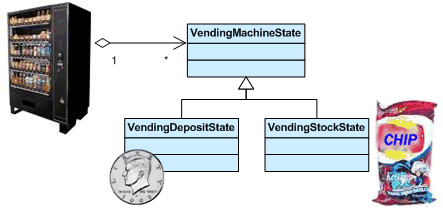 VendingMachineState
1
*
VendingDepositState
VendingStockState
CHIP